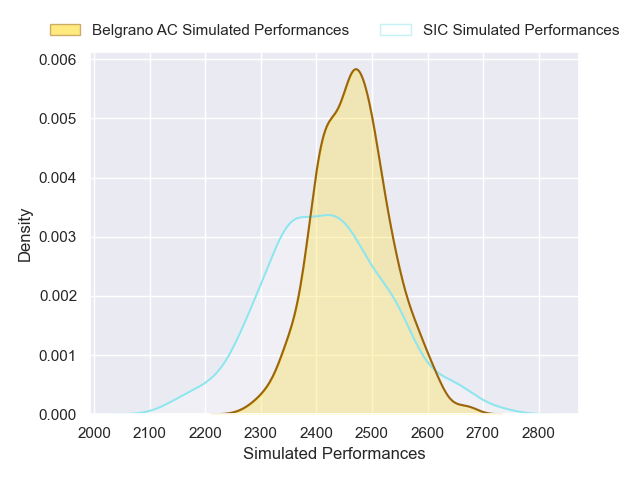 Belgrano AC Simulated Performances
SIC Simulated Performances
0.006
0.005
0.004
0.003
0.002
0.001
0.000
Density
2000 2100 2200 2300 2400 2500 2600 2700 2800
Simulated Performances